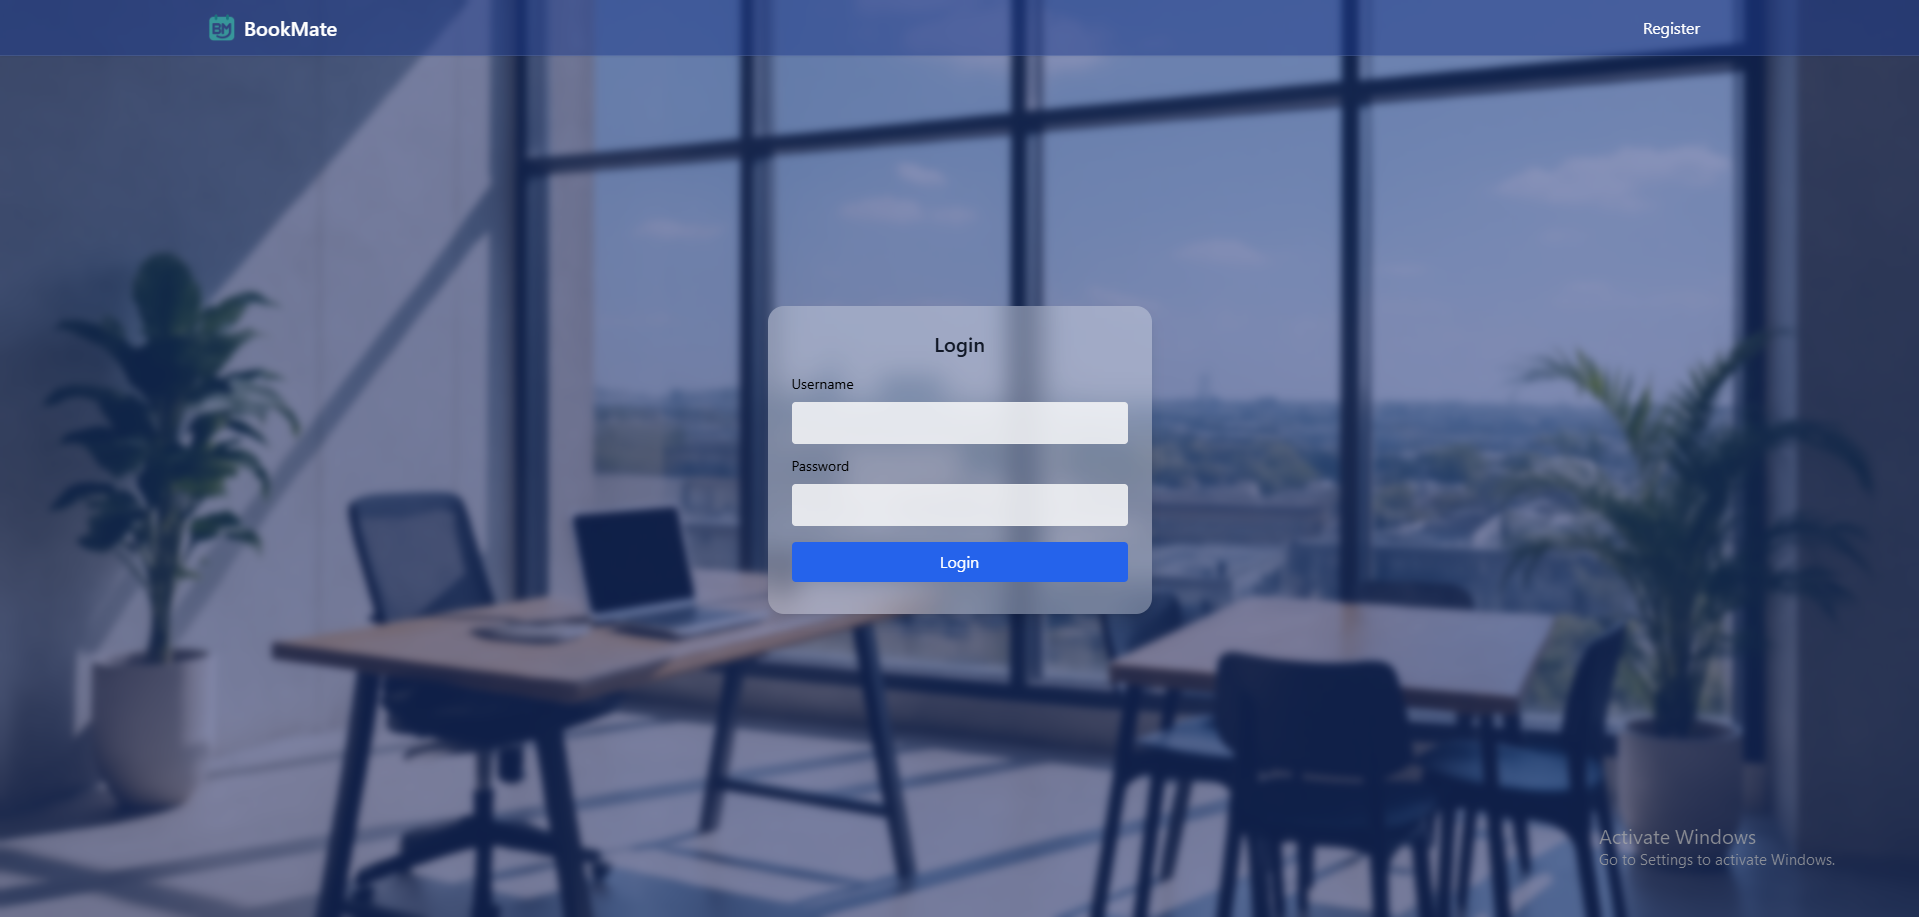 BM
BookMate
Register
Login
Username
Password
Login
Activate Windows
Go to Settings to activate Windows.